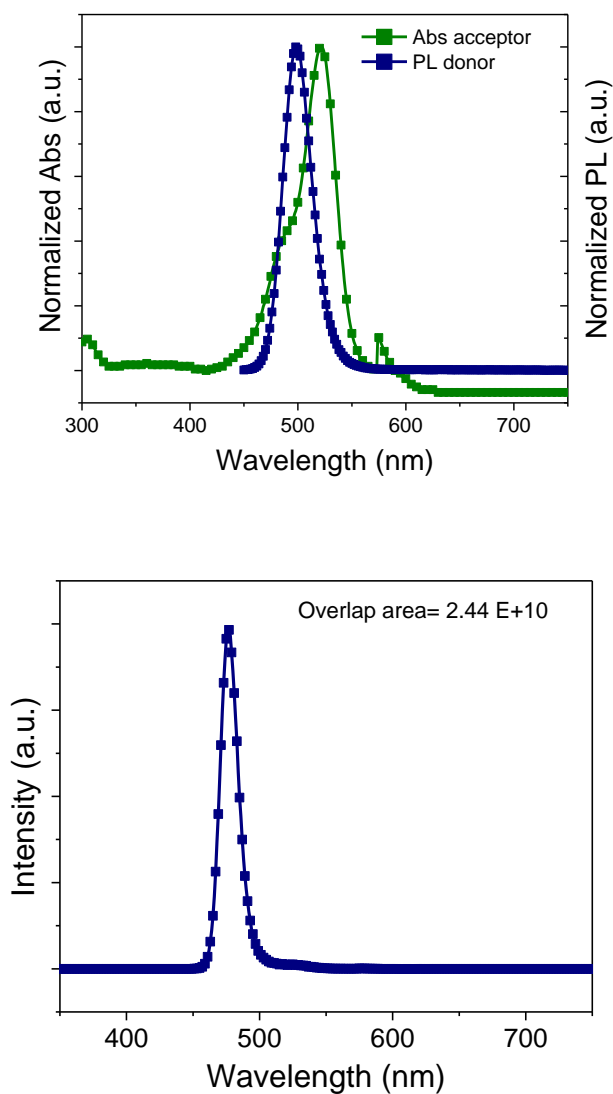 Abs acceptor
PL donor
Normalized Abs (a.u.)
Normalized PL (a.u.)
300
400
500
600
700
Wavelength (nm)
Overlap area= 2.44 E+10
Intensity (a.u.)
400
500
600
700
Wavelength (nm)